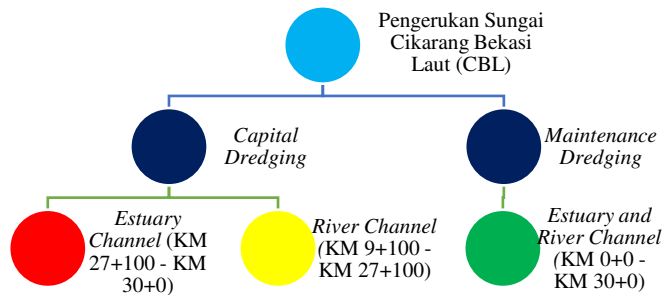 Pengerukan Sungai
Cikarang Bekasi
Laut (CBL)
Capital
Dredging
Maintenance
Dredging
Estuary
Channel (KM
27+100 - KM
30+0)
River Channel
(KM 9+100 -
KM 27+100)
Estuary and
River Channel
(KM 0+0 -
KM 30+0)